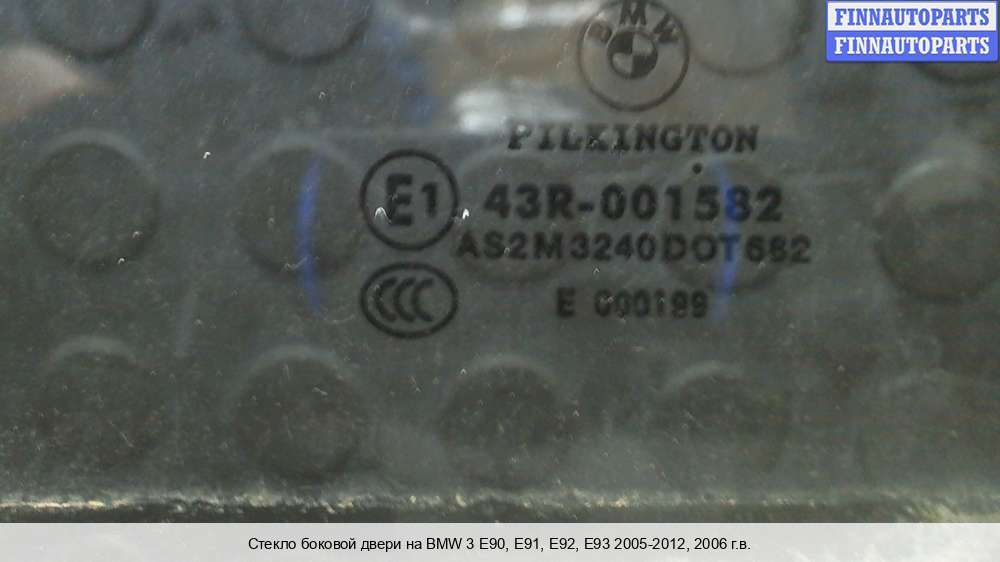 FINNAUTOPARTS
FINNAUTOPARTS
BMW
PILKINGTON
E1 43R-001582
AS2M3240DOT682
CCC E 000199
Стекло боковой двери на BMW 3 E90, E91, E92, E93 2005-2012, 2006 г.в.